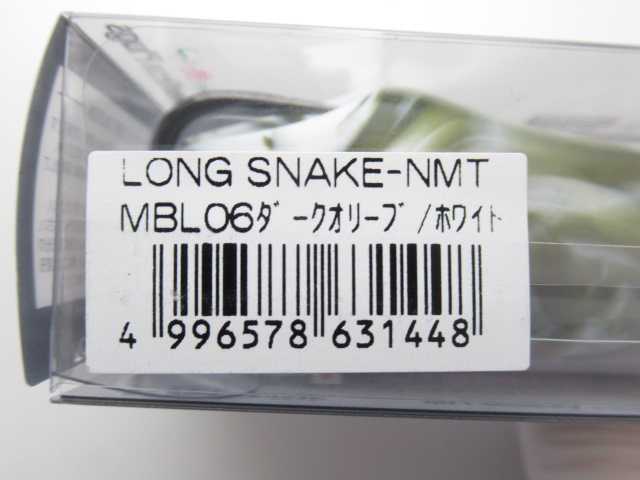 LONG SNAKE-NMT
MBL06ﾀﾞｰｸｵﾘｰﾌﾞ/ﾎﾜｲﾄ
4 996578 631448